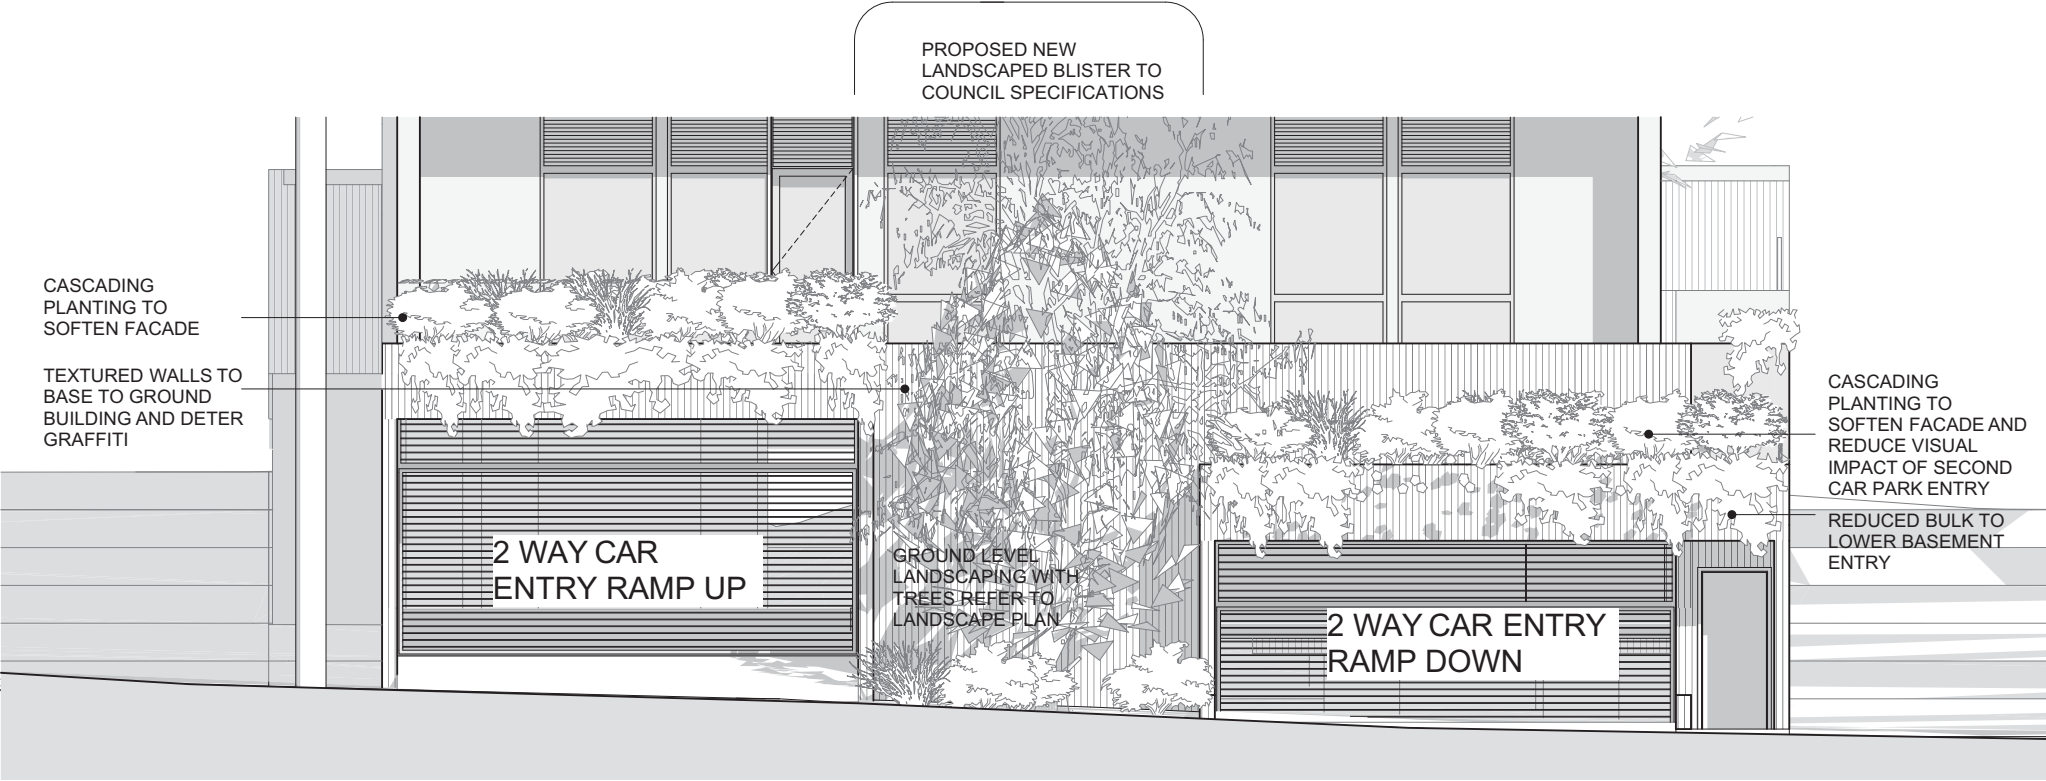 PROPOSED NEW
LANDSCAPED BLISTER TO
COUNCIL SPECIFICATIONS
CASCADING
PLANTING TO
SOFTEN FACADE
TEXTURED WALLS TO
BASE TO GROUND
BUILDING AND DETER
GRAFFITI
2 WAY CAR
ENTRY RAMP UP
GROUND LEVEL
LANDSCAPING WITH
TREES REFER TO
LANDSCAPE PLAN
2 WAY CAR ENTRY
RAMP DOWN
CASCADING
PLANTING TO
SOFTEN FACADE AND
REDUCE VISUAL
IMPACT OF SECOND
CAR PARK ENTRY
REDUCED BULK TO
LOWER BASEMENT
ENTRY